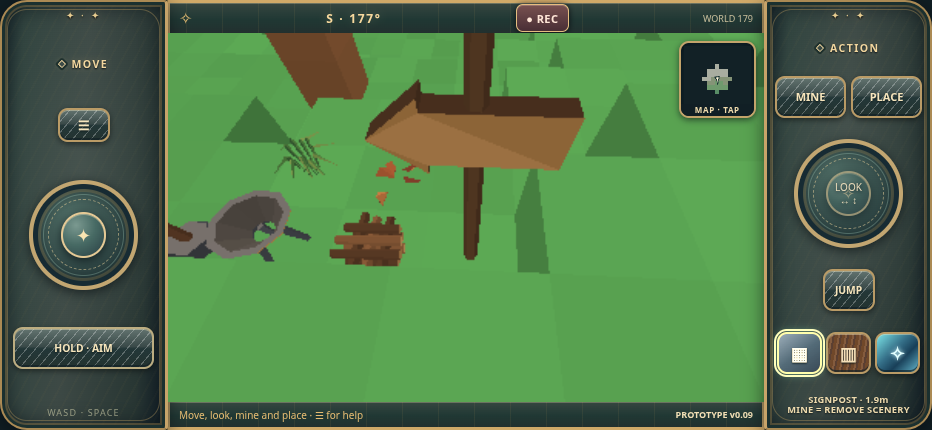 MOVE
HOLD · AIM
WASD · SPACE
S · 177°
● REC
WORLD 179
MAP · TAP
Move, look, mine and place · ☰ for help
PROTOTYPE v0.09
ACTION
MINE
PLACE
LOOK
JUMP
SIGNPOST · 1.9m
MINE = REMOVE SCENERY